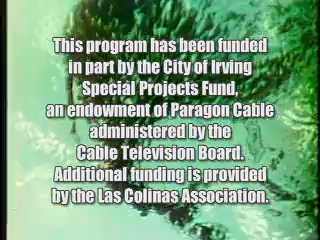 This program has been funded
in part by the City of Irving
Special Projects Fund,
an endowment of Paragon Cable
administered by the
Cable Television Board.
Additional funding is provided
by the Las Colinas Association.